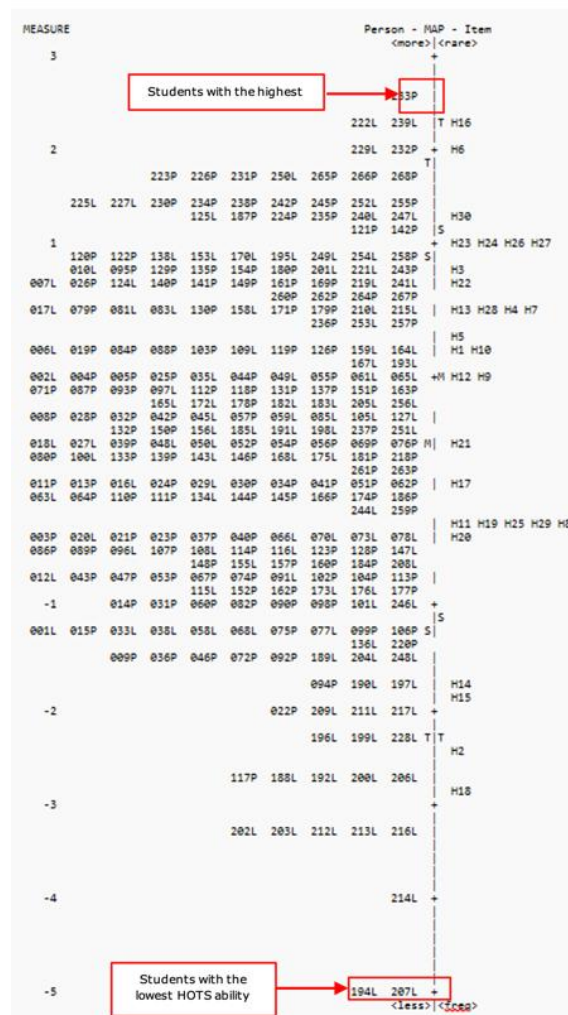 MEASURE Person - MAP - Item
<more>|<rare>
3 +
Students with the highest
233P |
222L 239L |T H16
2 229L 232P + H6
T|
223P 226P 231P 250L 265P 266P 268P |
225L 227L 230P 234P 238P 242P 245P 252L 255P |
125L 187P 224P 235P 240L 247L | H30
121P 142P |S
1 + H23 H24 H26 H27
120P 122P 138L 153L 170L 195L 249L 254L 258P S|
010L 095P 129P 135P 154P 180P 201L 221L 243P | H3
007L 026P 124L 140P 141P 149P 161P 169P 219L 241L | H22
260P 262P 264P 267P
017L 079P 081L 083L 130P 158L 171P 179P 210L 215L | H13 H28 H4 H7
236P 253L 257P
| H5
006L 019P 084P 088P 103P 109L 119P 126P 159L 164L | H1 H10
167L 193L
002L 004P 005P 025P 035L 044P 049L 055P 061L 065L +M H12 H9
071P 087P 093P 097L 112P 118P 131P 137P 151P 163P
165L 172L 178P 182L 183L 205L 256L
008P 028P 032P 042P 045L 057P 059L 085L 105L 127L |
132P 150P 156L 185L 191L 198L 237P 251L
018L 027L 039P 048L 050L 052P 054P 056P 069P 076P M| H21
080P 100L 133P 139P 143L 146P 168L 175L 181P 218P
261P 263P
011P 013P 016L 024P 029L 030P 034P 041P 051P 062P | H17
063L 064P 110P 111P 134L 144P 145P 166P 174P 186P
244L 259P
| H11 H19 H25 H29 H8
003P 020L 021P 023P 037P 040P 066L 070L 073L 078L | H20
086P 089P 096L 107P 108L 114P 116L 123P 128P 147L
148P 155L 157P 160P 184P 208L
012L 043P 047P 053P 067P 074P 091L 102P 104P 113P |
115L 152P 162P 173L 176L 177P
-1 014P 031P 060P 082P 090P 098P 101L 246L +
|S
001L 015P 033L 038L 058L 068L 075P 077L 099P 106P S|
136L 220P
009P 036P 046P 072P 092P 189L 204L 248L |
094P 190L 197L | H14
| H15
-2 022P 209L 211L 217L +
196L 199L 228L T|T
| H2
117P 188L 192L 200L 206L |
| H18
-3 +
202L 203L 212L 213L 216L |
-4 214L +
Students with the
lowest HOTS ability
-5 194L 207L +
<less>|<freq>